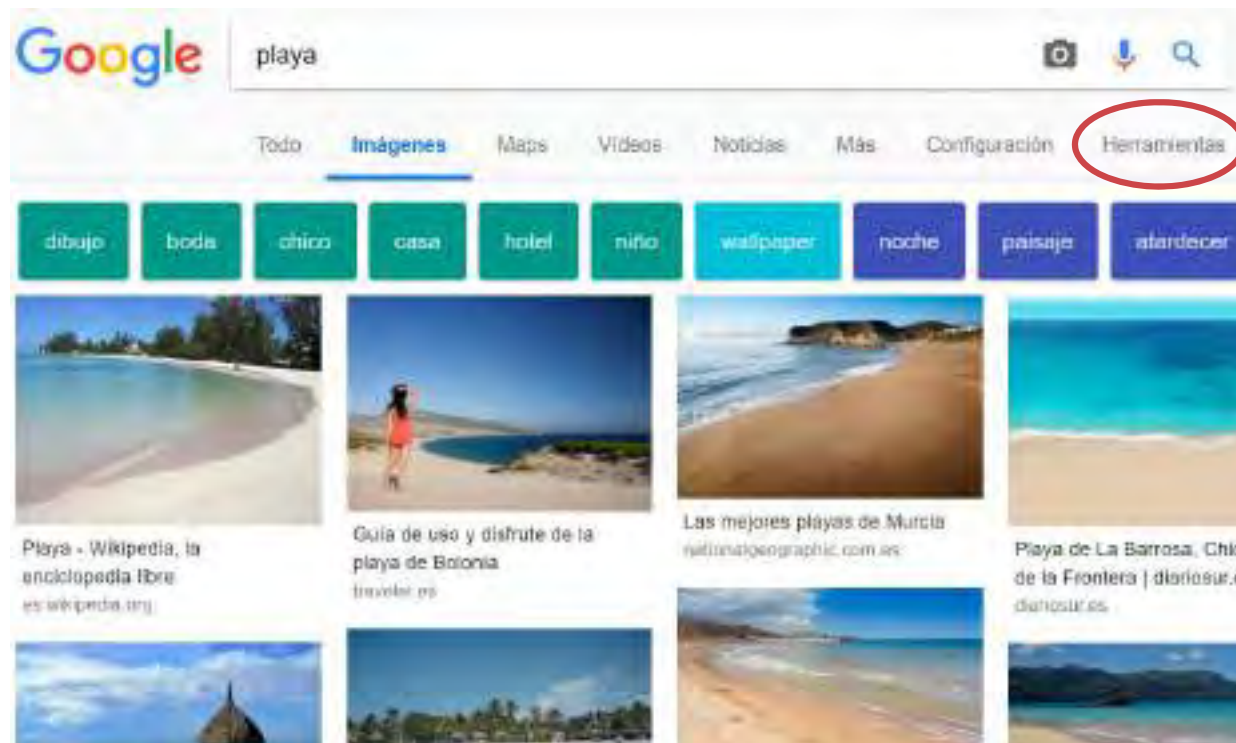 Google playa
Todo Imágenes Maps Vídeos Noticias Más Configuración Herramientas
dibujo boda chico casa hotel niño wallpaper noche paisaje atardecer
Playa - Wikipedia, la
enciclopedia libre
es.wikipedia.org
Guía de uso y disfrute de la
playa de Bolonia
traveler.es
Las mejores playas de Murcia
nationalgeographic.com.es
Playa de La Barrosa, Chic
de la Frontera | diariosur.e
diariosur.es